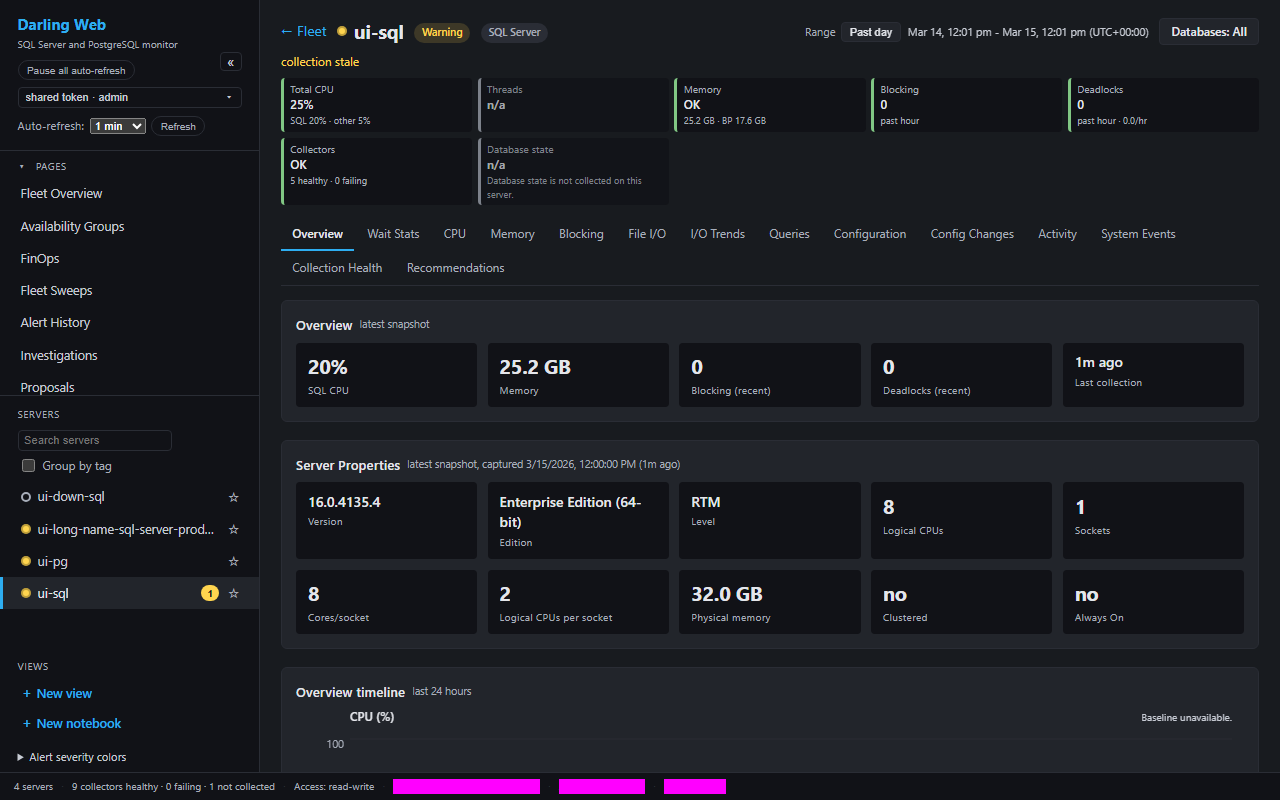 Darling Web
SQL Server and PostgreSQL monitor
Pause all auto-refresh
«
shared token · admin
Auto-refresh: 1 min Refresh
PAGES
Fleet Overview
Availability Groups
FinOps
Fleet Sweeps
Alert History
Investigations
Proposals
SERVERS
Search servers
Group by tag
ui-down-sql ☆
ui-long-name-sql-server-prod... ☆
ui-pg ☆
ui-sql 1 ☆
VIEWS
+ New view
+ New notebook
Alert severity colors
← Fleet ui-sql Warning SQL Server
Range Past day Mar 14, 12:01 pm - Mar 15, 12:01 pm (UTC+00:00) Databases: All
collection stale
Total CPU
25%
SQL 20% · other 5%
Threads
n/a
Memory
OK
25.2 GB · BP 17.6 GB
Blocking
0
past hour
Deadlocks
0
past hour · 0.0/hr
Collectors
OK
5 healthy · 0 failing
Database state
n/a
Database state is not collected on this
server.
Overview Wait Stats CPU Memory Blocking File I/O I/O Trends Queries Configuration Config Changes Activity System Events
Collection Health Recommendations
Overview latest snapshot
20%
SQL CPU
25.2 GB
Memory
0
Blocking (recent)
0
Deadlocks (recent)
1m ago
Last collection
Server Properties latest snapshot, captured 3/15/2026, 12:00:00 PM (1m ago)
16.0.4135.4
Version
Enterprise Edition (64-
bit)
Edition
RTM
Level
8
Logical CPUs
1
Sockets
8
Cores/socket
2
Logical CPUs per socket
32.0 GB
Physical memory
no
Clustered
no
Always On
Overview timeline last 24 hours
CPU (%) Baseline unavailable.
100
4 servers · 9 collectors healthy · 0 failing · 1 not collected · Access: read-write